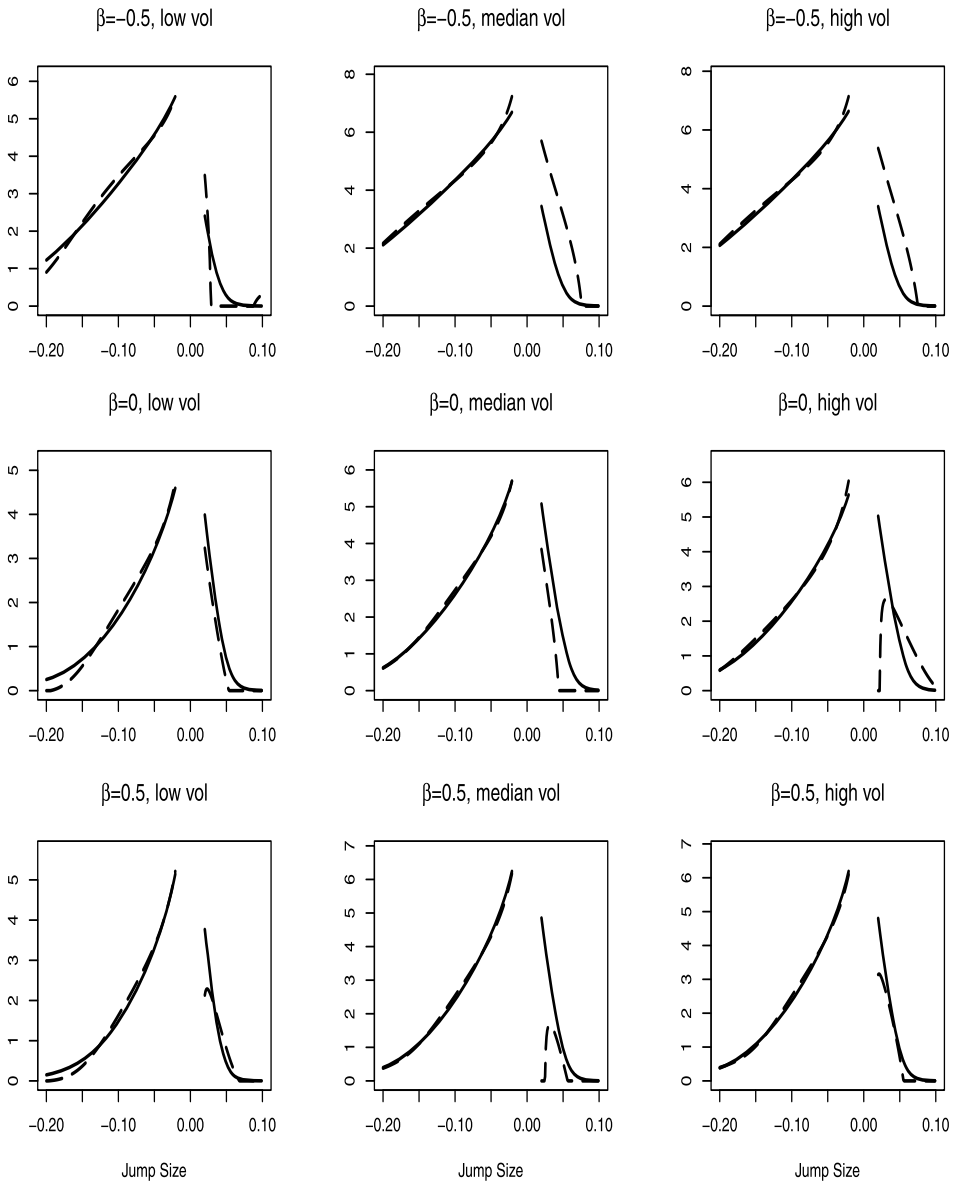 β=−0.5, low vol
β=−0.5, median vol
β=−0.5, high vol
0 1 2 3 4 5 6
0 2 4 6 8
0 2 4 6 8
−0.20 −0.10 0.00 0.10
−0.20 −0.10 0.00 0.10
−0.20 −0.10 0.00 0.10
β=0, low vol
β=0, median vol
β=0, high vol
0 1 2 3 4 5
0 1 2 3 4 5 6
0 1 2 3 4 5 6
−0.20 −0.10 0.00 0.10
−0.20 −0.10 0.00 0.10
−0.20 −0.10 0.00 0.10
β=0.5, low vol
β=0.5, median vol
β=0.5, high vol
0 1 2 3 4 5
0 1 2 3 4 5 6 7
0 1 2 3 4 5 6 7
−0.20 −0.10 0.00 0.10
−0.20 −0.10 0.00 0.10
−0.20 −0.10 0.00 0.10
Jump Size
Jump Size
Jump Size